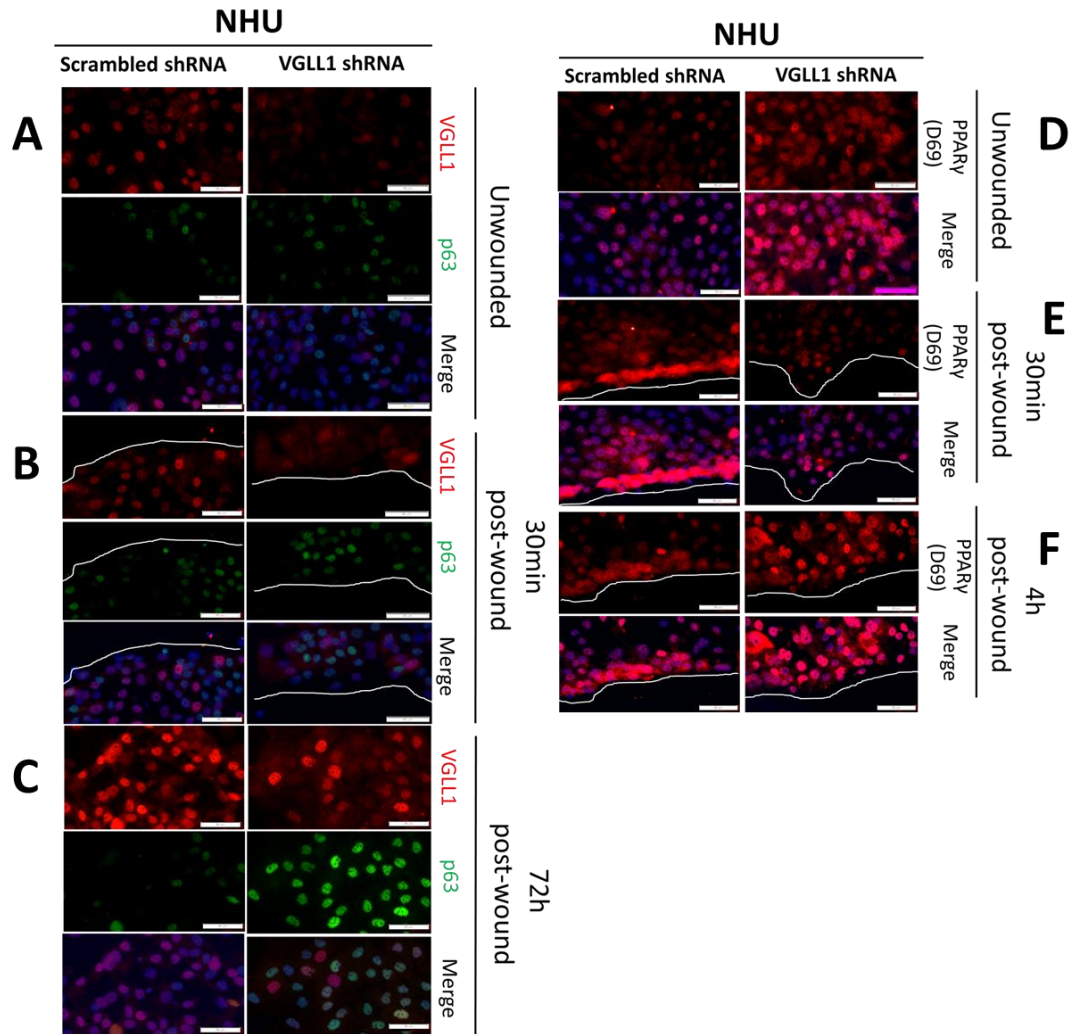 NHU
Scrambled shRNA
VGLL1 shRNA
A
VGLL1
p63
Merge
Unwounded
B
VGLL1
p63
Merge
30min
post-wound
C
VGLL1
p63
Merge
72h
post-wound
NHU
Scrambled shRNA
VGLL1 shRNA
D
PPARγ
(D69)
Merge
Unwounded
E
PPARγ
(D69)
Merge
30min
post-wound
F
PPARγ
(D69)
Merge
4h
post-wound